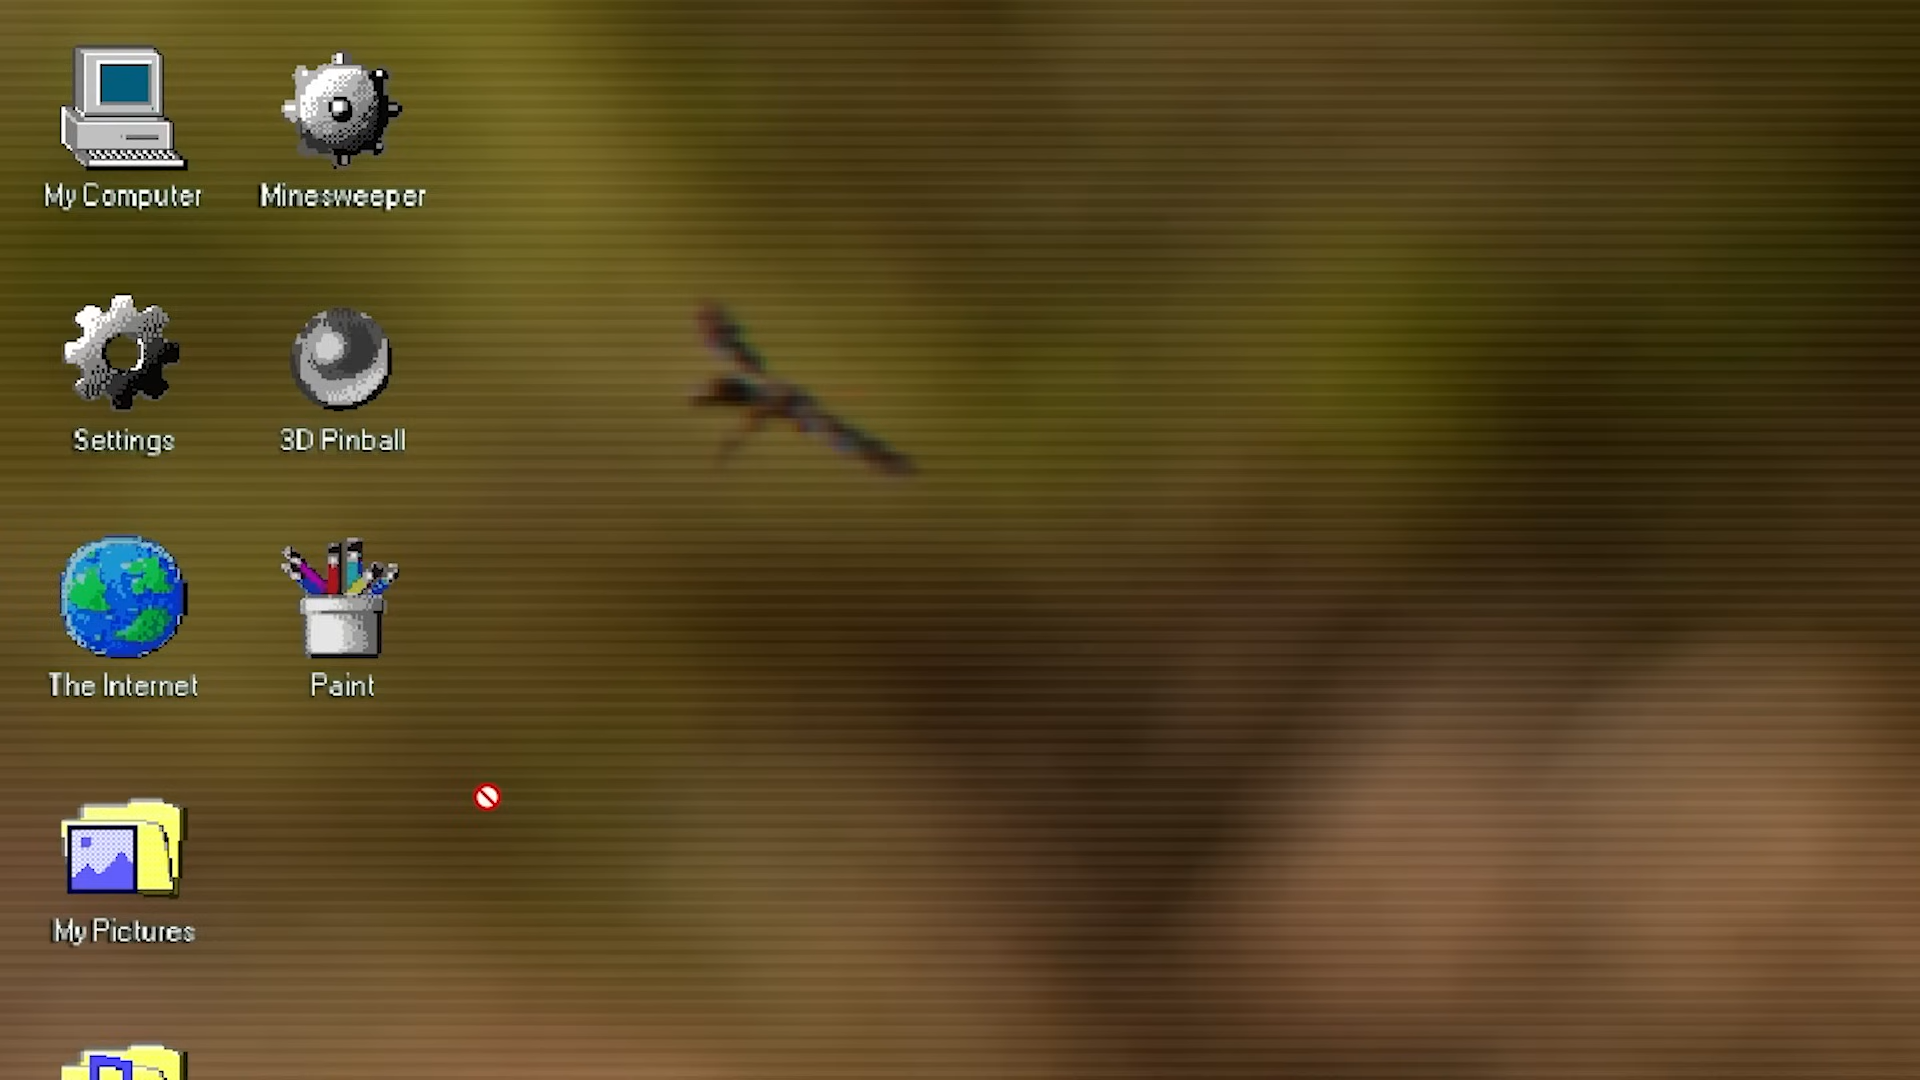 My Computer
Minesweeper
Settings
3D Pinball
The Internet
Paint
My Pictures